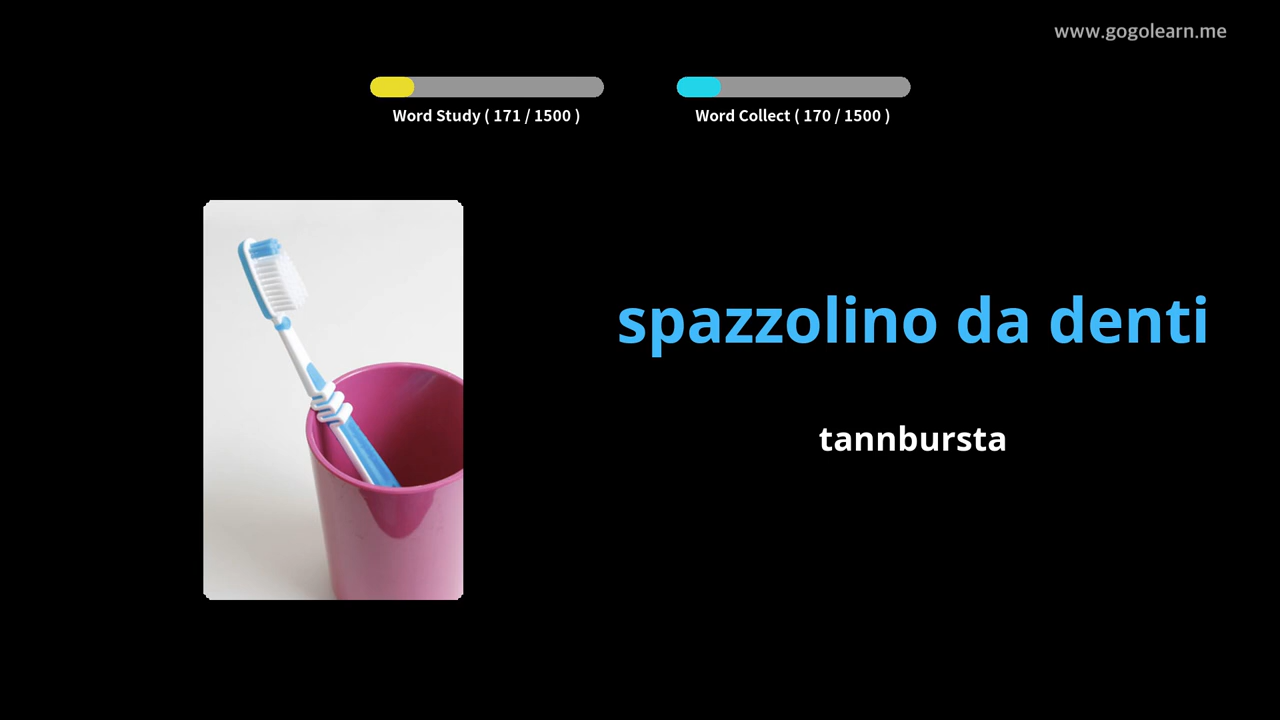 www.gogolearn.me
Word Study ( 171 / 1500 )
Word Collect ( 170 / 1500 )
spazzolino da denti
tannbursta